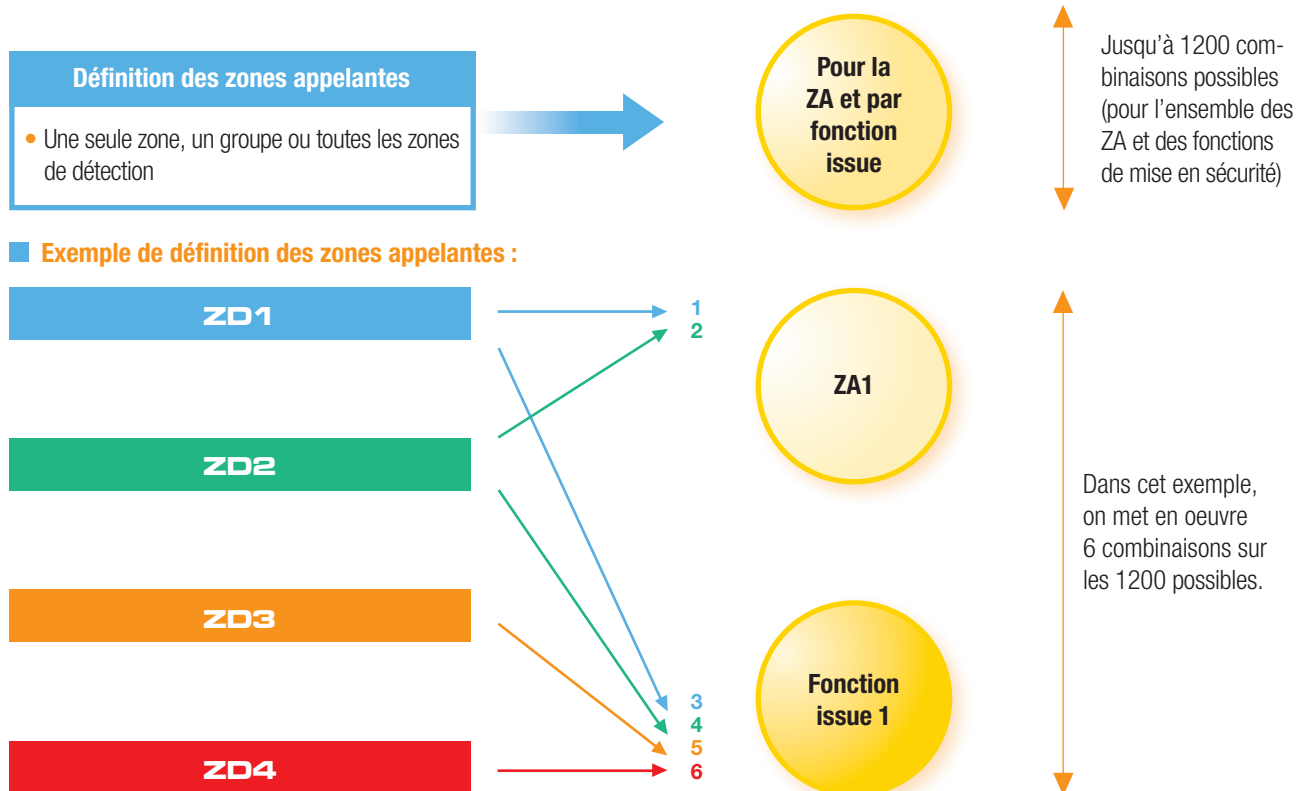 Définition des zones appelantes
• Une seule zone, un groupe ou toutes les zones
de détection
Pour la
ZA et par
fonction
issue
Jusqu’à 1200 com-
binaisons possibles
(pour l’ensemble des
ZA et des fonctions
de mise en sécurité)
Exemple de définition des zones appelantes :
ZD1
1
2
ZA1
ZD2
Dans cet exemple,
on met en oeuvre
6 combinaisons sur
les 1200 possibles.
ZD3
Fonction
issue 1
3
4
5
6
ZD4